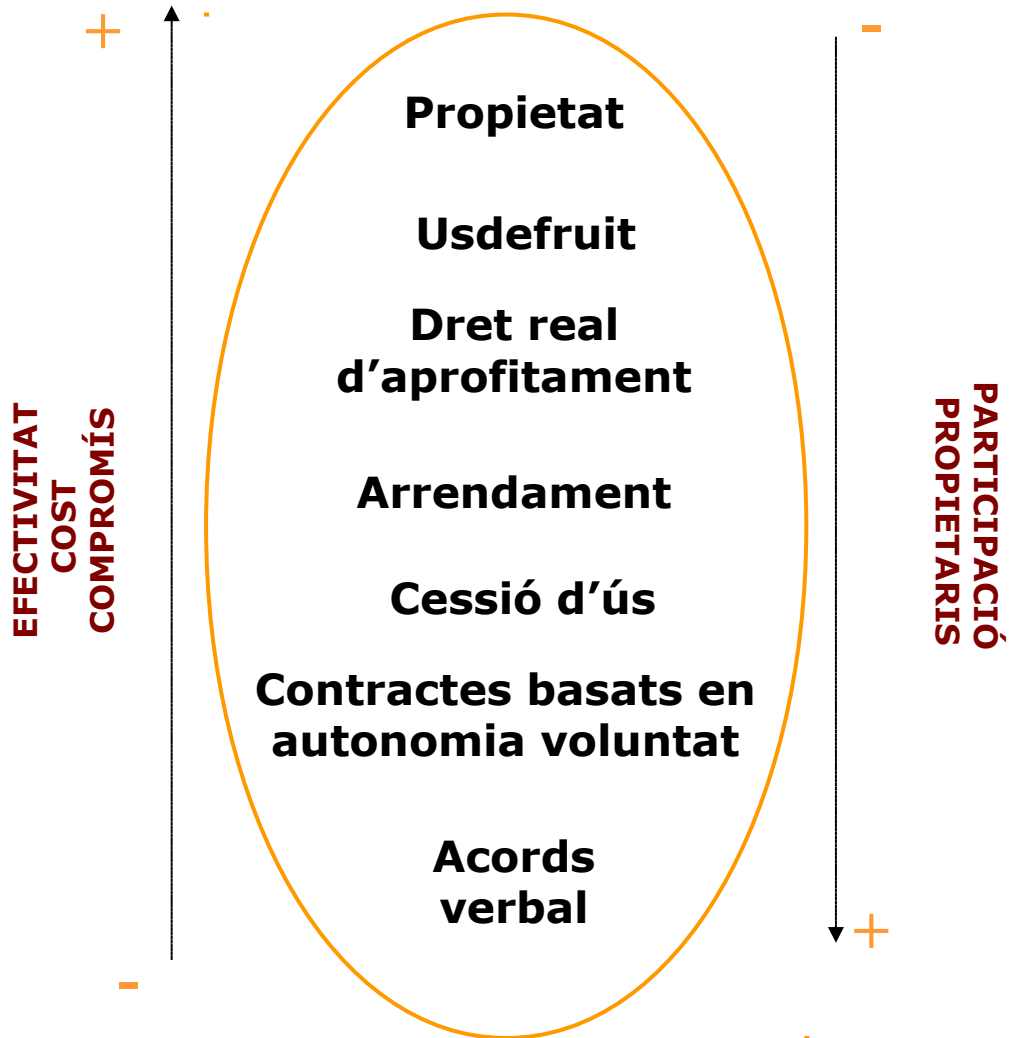 +
-
Propietat
Usdefruit
Dret real
d’aprofitament
Arrendament
Cessió d’ús
Contractes basats en
autonomia voluntat
Acords
verbal
EFECTIVITAT
COST
COMPROMÍS
PARTICIPACIÓ
PROPIETARIS
+
-